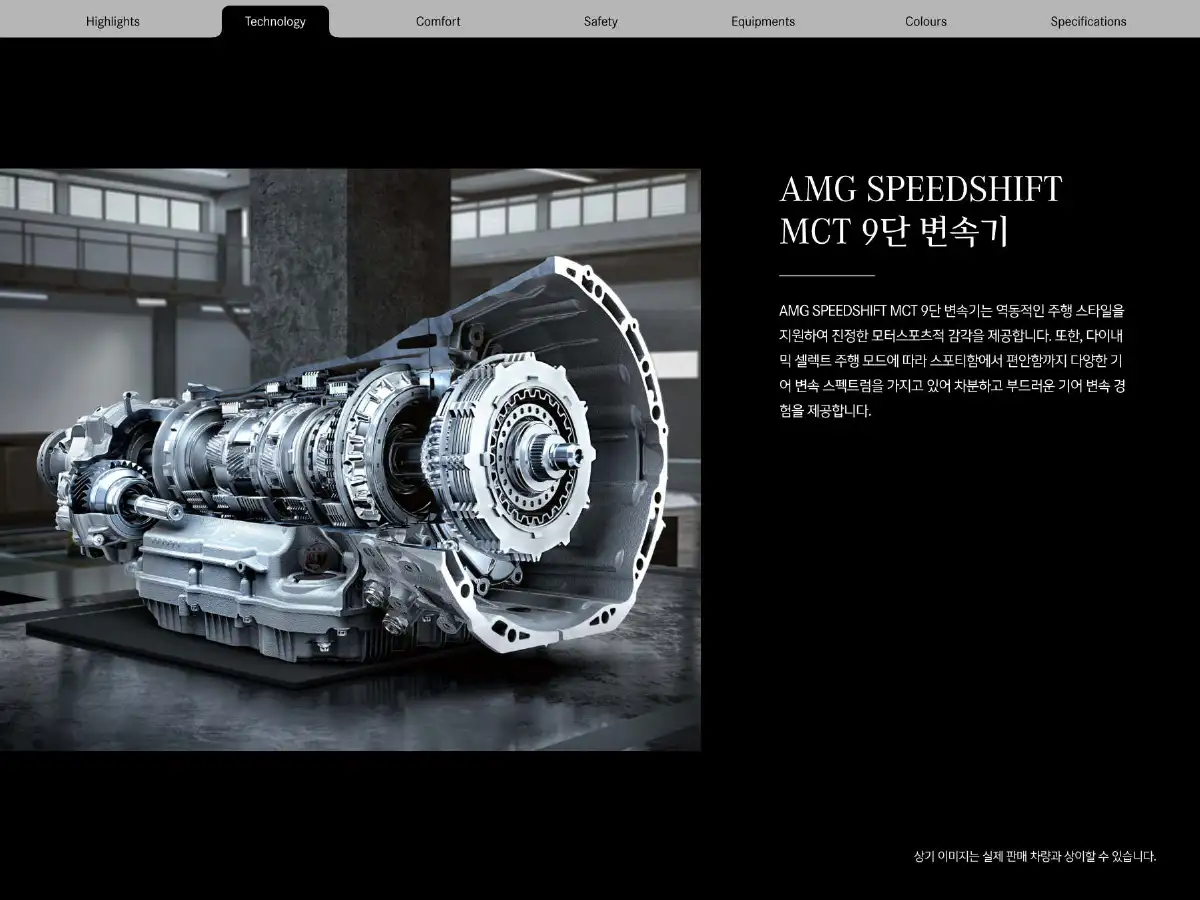 Highlights
Technology
Comfort
Safety
Equipments
Colours
Specifications
AMG SPEEDSHIFT
MCT 9단 변속기
AMG SPEEDSHIFT MCT 9단 변속기는 역동적인 주행 스타일을
지원하여 진정한 모터스포츠적 감각을 제공합니다. 또한, 다이내
믹 셀렉트 주행 모드에 따라 스포티함에서 편안함까지 다양한 기
어 변속 스펙트럼을 가지고 있어 차분하고 부드러운 기어 변속 경
험을 제공합니다.
상기 이미지는 실제 판매 차량과 상이할 수 있습니다.